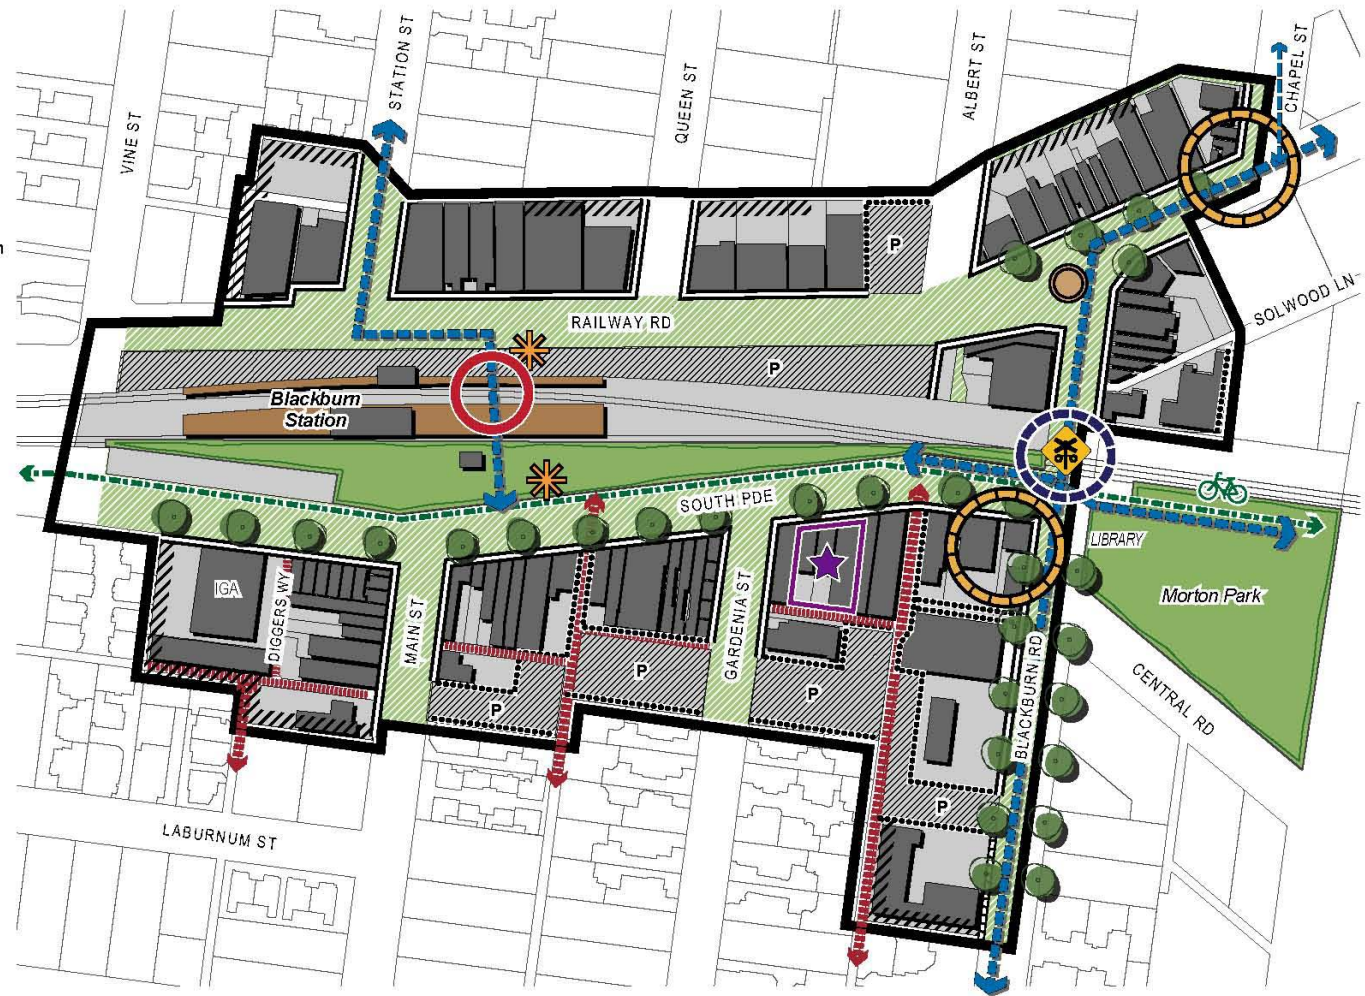 STATION ST
VINE ST
QUEEN ST
ALBERT ST
CHAPEL ST
P
SOLWOOD LN
RAILWAY RD
P
Blackburn
Station
SOUTH PDE
LIBRARY
Morton Park
IGA
DIGGERS WY
MAIN ST
GARDENIA ST
BLACKBURN RD
CENTRAL RD
P
P
P
P
LABURNUM ST